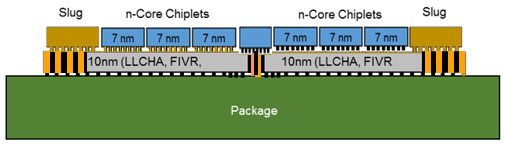 Slug
n-Core Chiplets
n-Core Chiplets
Slug
7 nm
7 nm
7 nm
7 nm
7 nm
7 nm
10nm (LLCHA, FIVR,
10nm (LLCHA, FIVR
Package